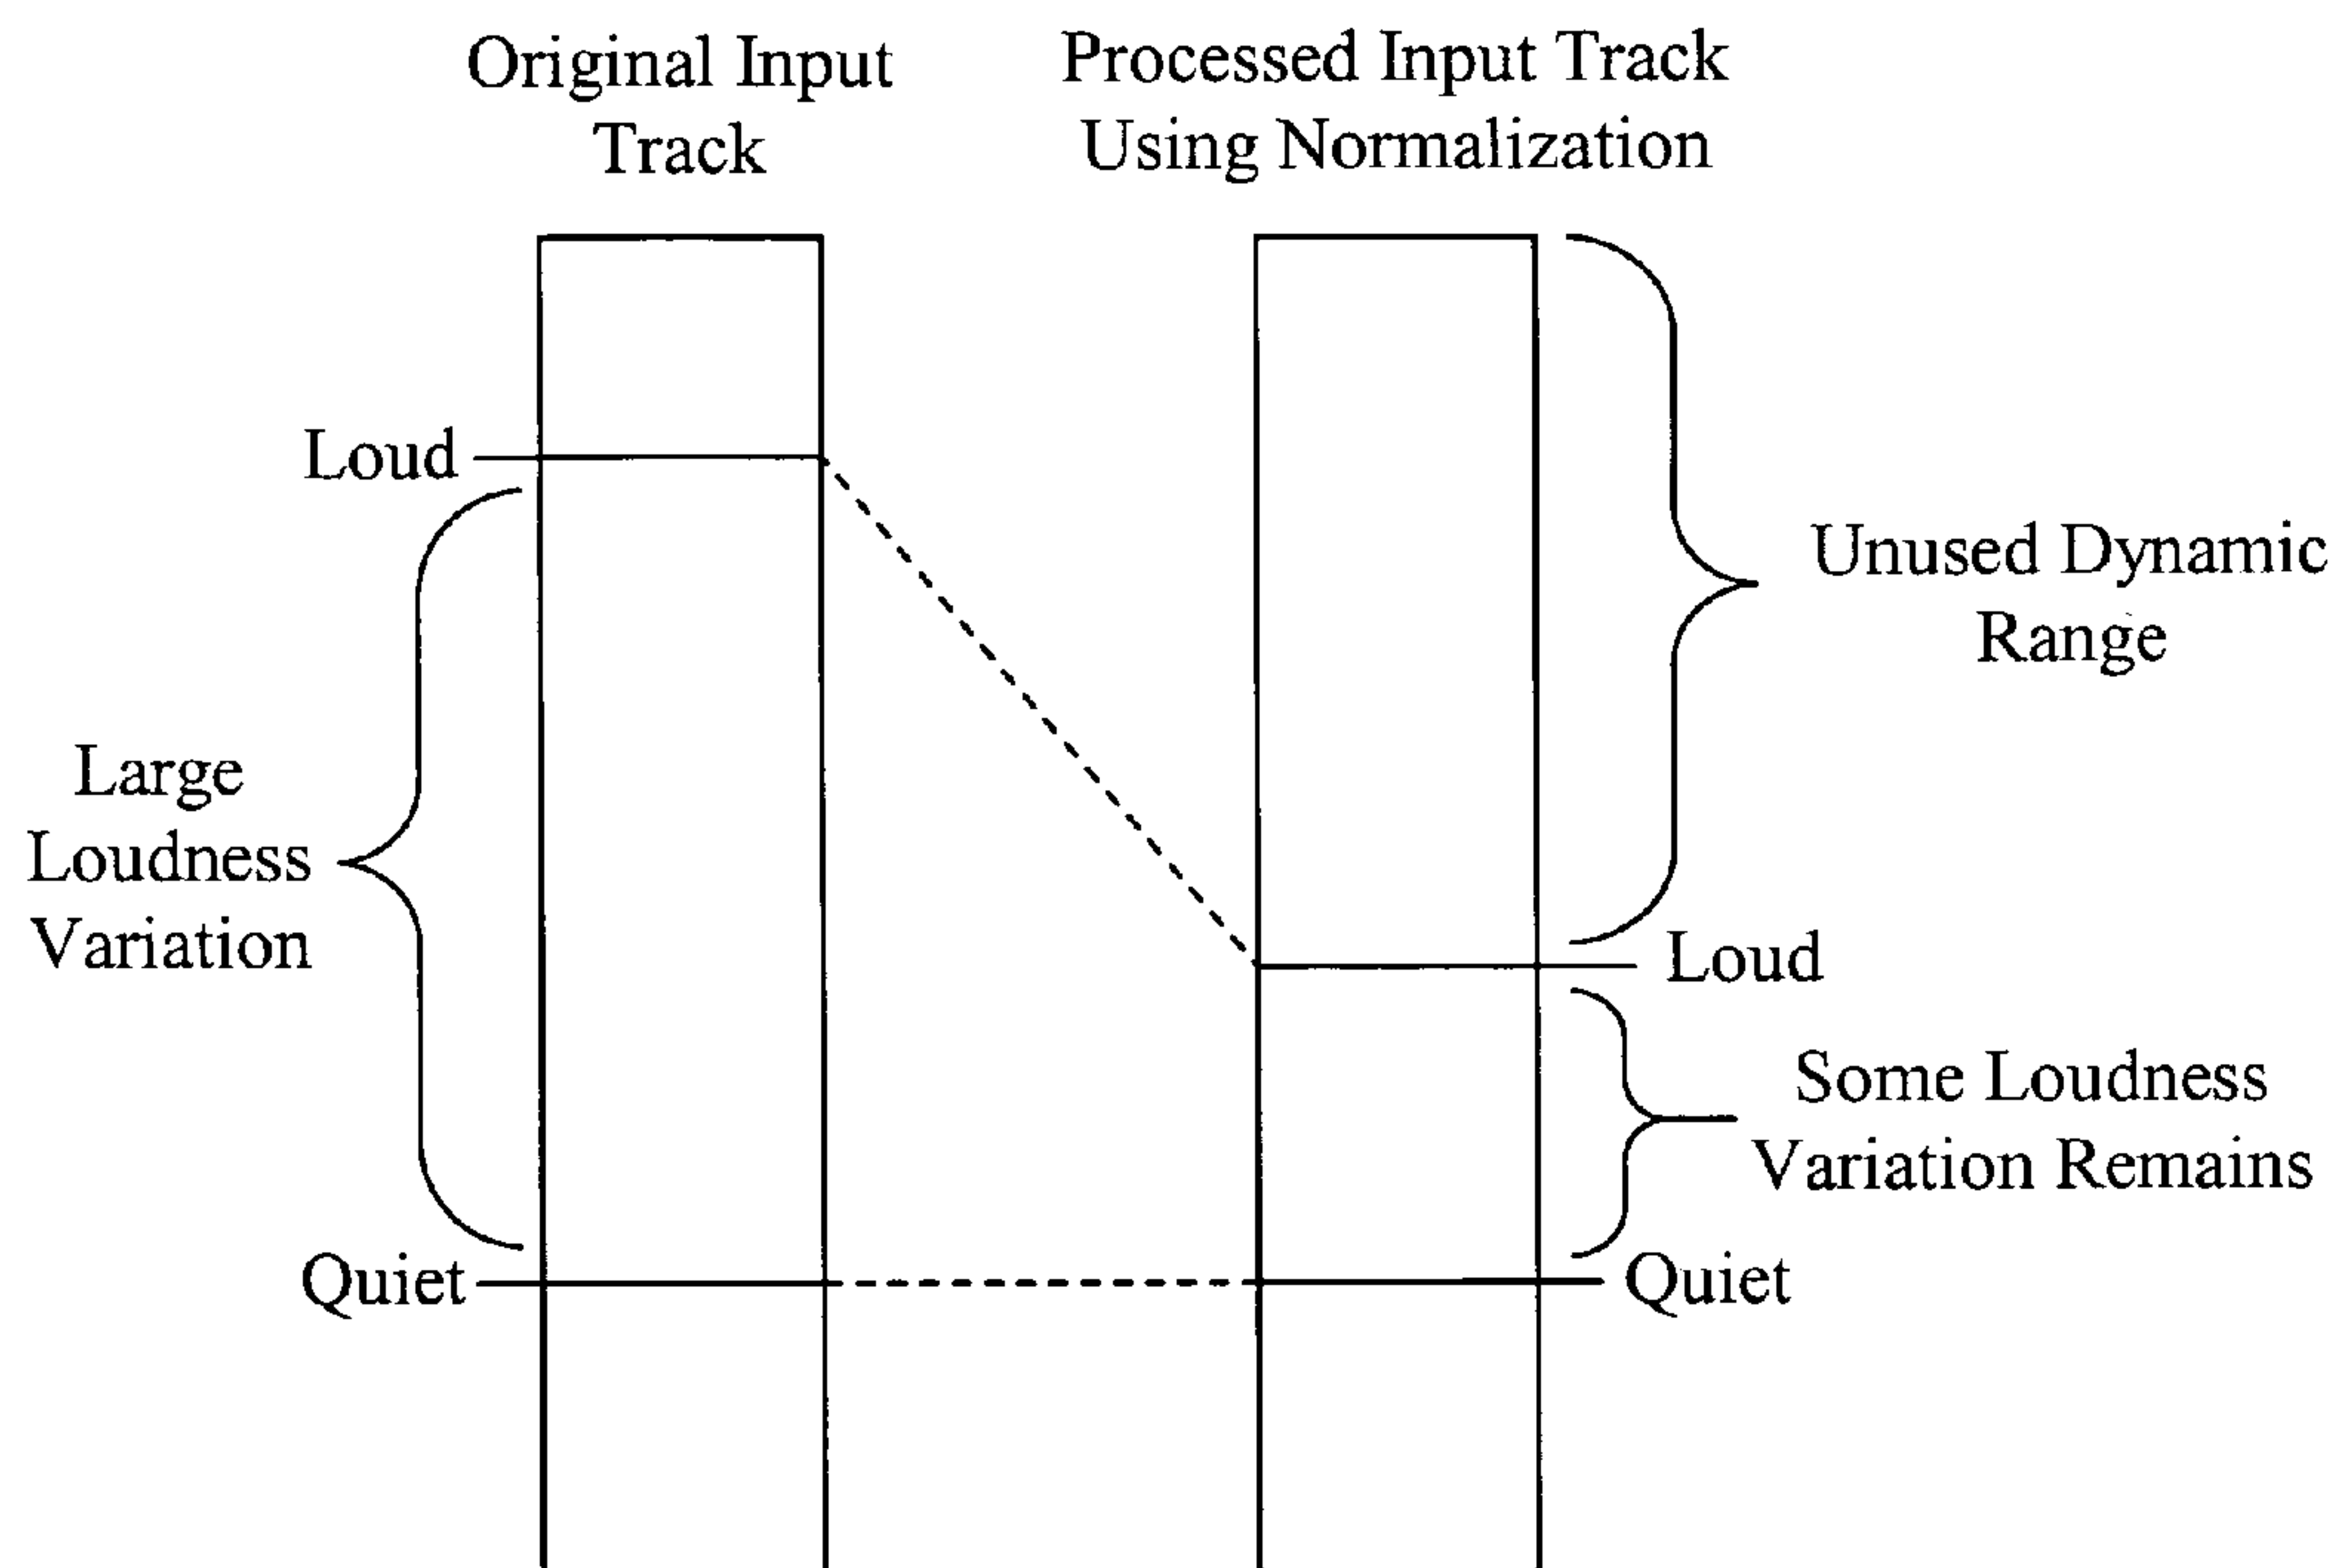 Original Input
Track
Processed Input Track
Using Normalization
Loud
Large
Loudness
Variation
Quiet
Unused Dynamic
Range
Loud
Some Loudness
Variation Remains
Quiet